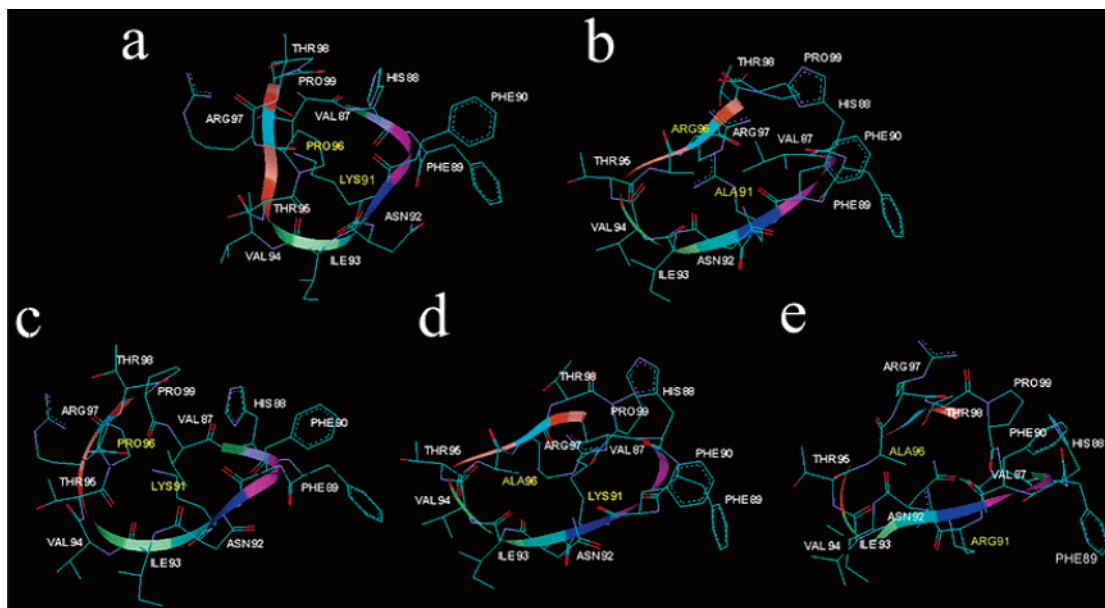 a
THR98
PRO99
HIS88
PHE90
ARG97
VAL87
PRO96
PHE89
LYS91
THR95
ASN92
VAL94
ILE93
b
THR98
PRO99
HIS88
ARG96
ARG97
VAL87
PHE90
THR95
ALA91
PHE89
VAL94
ASN92
ILE93
c
THR98
ARG97
VAL87
HIS88
PHE90
PRO99
PRO96
THR95
LYS91
PHE89
VAL94
ASN92
ILE93
d
THR98
HIS88
PRO99
ARG97
VAL87
THR95
PHE90
ALA96
LYS91
PHE89
VAL94
ILE93
ASN92
e
ARG97
PRO99
THR98
PHE90
HIS88
ALA96
THR95
VAL87
ASN92
VAL94
ILE93
ARG91
PHE89